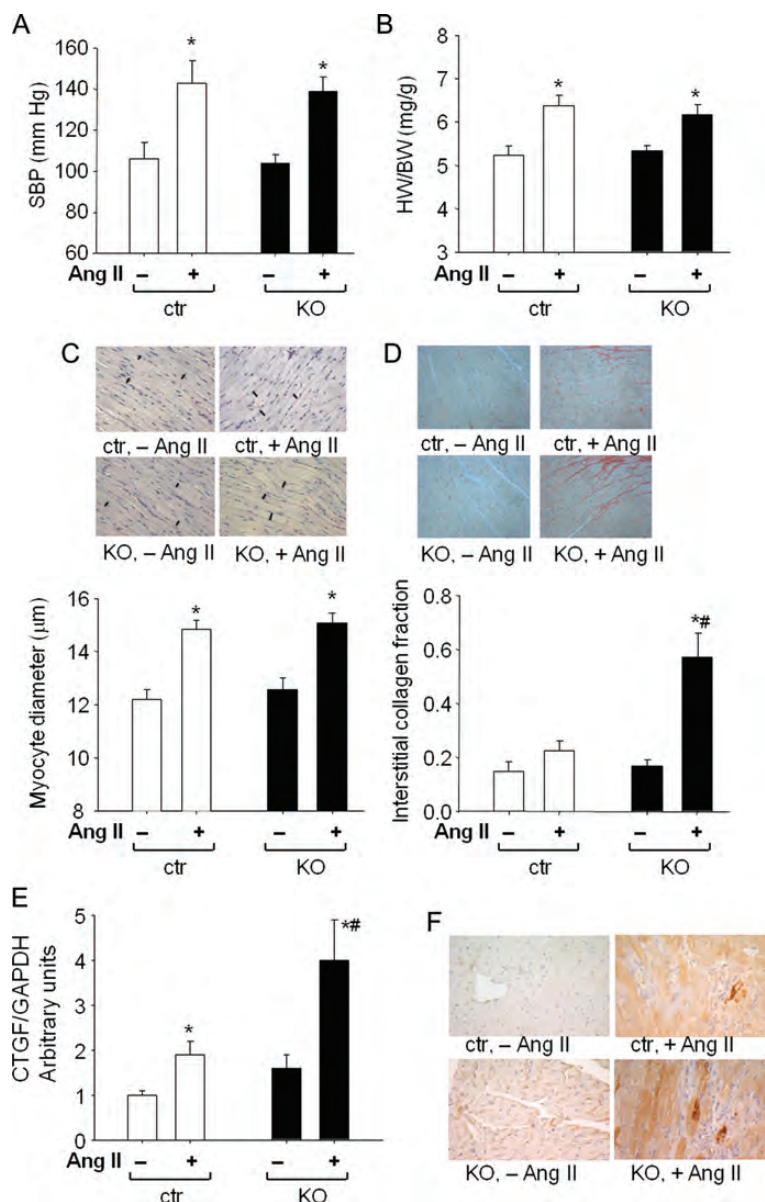 A
SBP (mm Hg)
160
140
120
100
80
60
*
*
Ang II – + – +
ctr KO
B
HW/BW (mg/g)
8
7
6
5
4
3
*
*
Ang II – + – +
ctr KO
C
ctr, – Ang II ctr, + Ang II
KO, – Ang II KO, + Ang II
Myocyte diameter (μm)
16
14
12
10
8
*
*
Ang II – + – +
ctr KO
D
ctr, – Ang II ctr, + Ang II
KO, – Ang II KO, + Ang II
Interstitial collagen fraction
0.8
0.6
0.4
0.2
0.0
*#
Ang II – + – +
ctr KO
E
CTGF/GAPDH
Arbitrary units
5
4
3
2
1
0
*
*#
Ang II – + – +
ctr KO
F
ctr, – Ang II ctr, + Ang II
KO, – Ang II KO, + Ang II